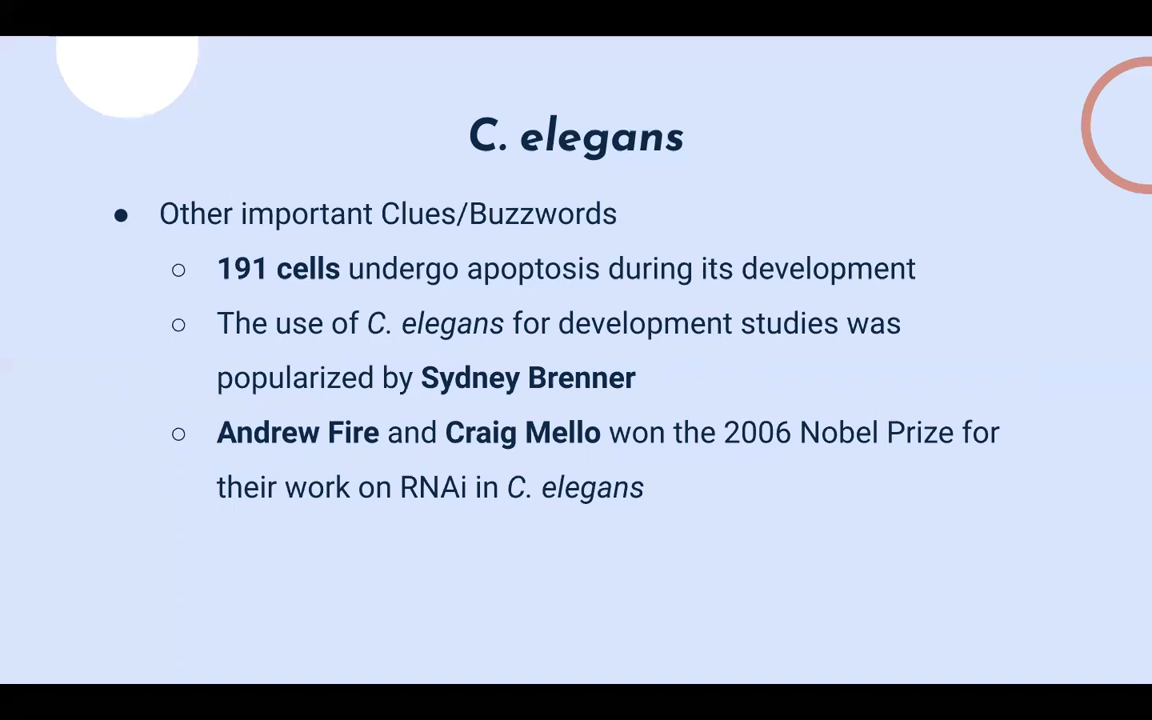 C. elegans
● Other important Clues/Buzzwords
○ 191 cells undergo apoptosis during its development
○ The use of C. elegans for development studies was
popularized by Sydney Brenner
○ Andrew Fire and Craig Mello won the 2006 Nobel Prize for
their work on RNAi in C. elegans